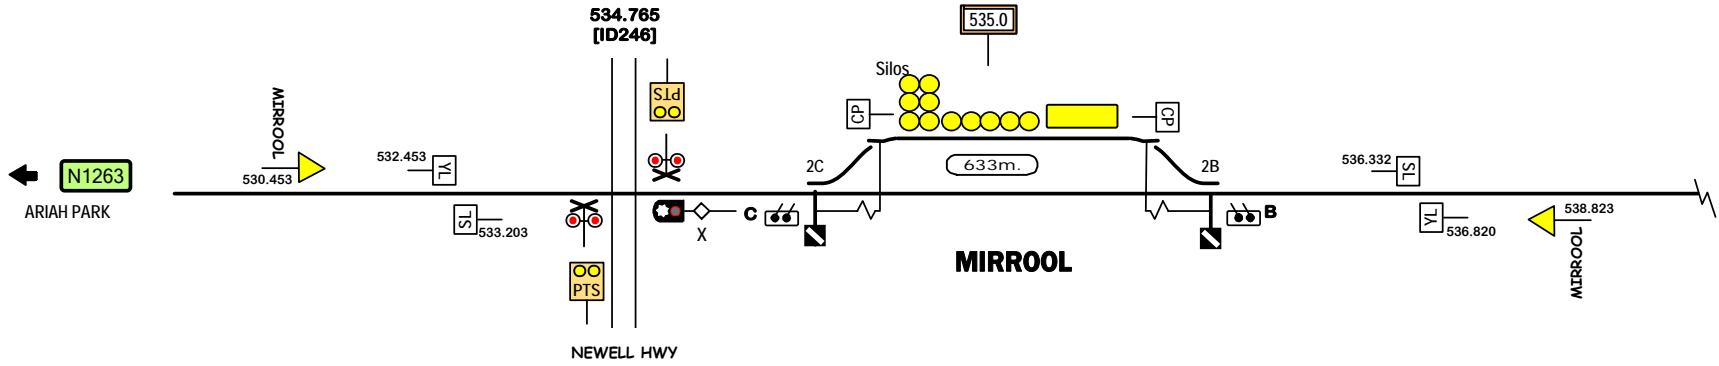 534.765
[ID246]
535.0
PTS
Silos
CP
CP
MIRROOL
530.453
532.453
YL
N1263
ARIAH PARK
SL
533.203
PTS
X
C
2C
633m.
2B
B
536.332
SL
YL
536.820
538.823
MIRROOL
MIRROOL
NEWELL HWY